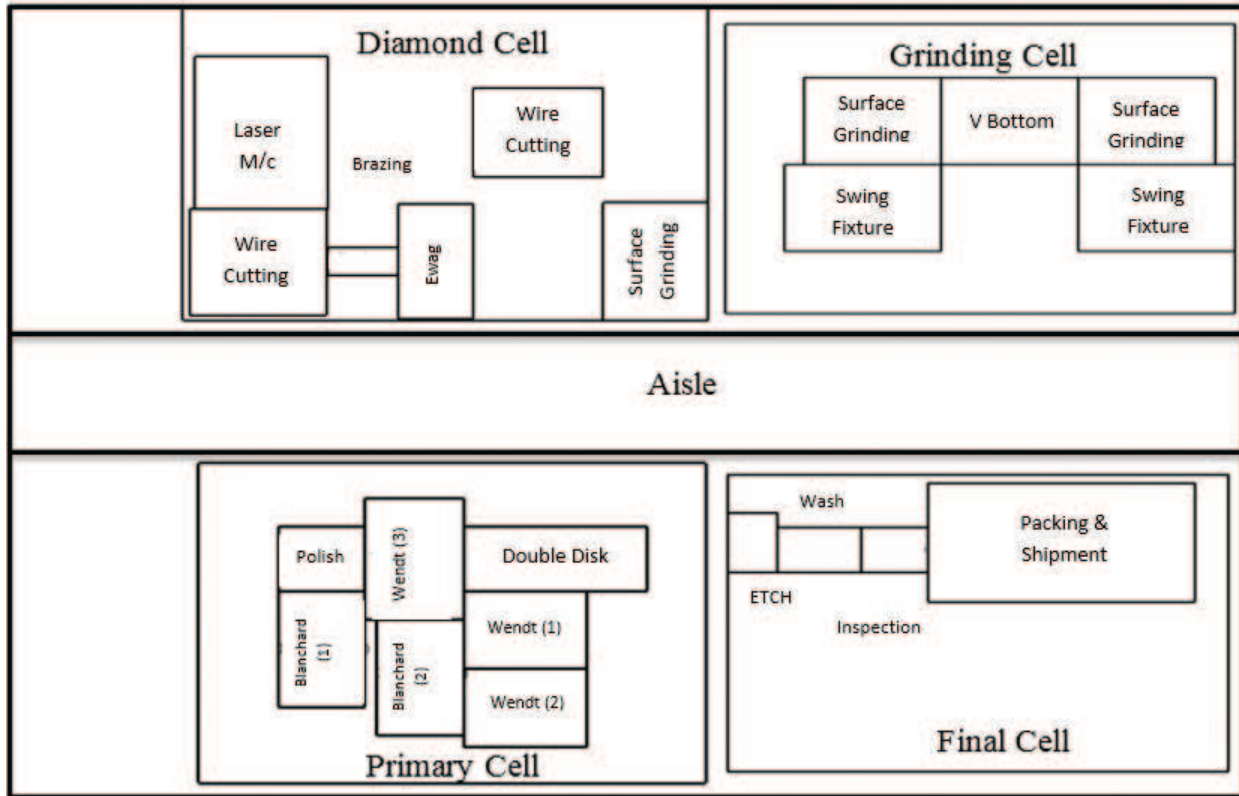 Diamond Cell
Laser
M/c
Brazing
Wire
Cutting
Wire
Cutting
Ewag
Surface
Grinding
Grinding Cell
Surface
Grinding
V Bottom
Surface
Grinding
Swing
Fixture
Swing
Fixture
Aisle
Polish
Wendt (3)
Double Disk
Blanchard
(1)
Blanchard
(2)
Wendt (1)
Wendt (2)
Primary Cell
Wash
Packing &
Shipment
ETCH
Inspection
Final Cell